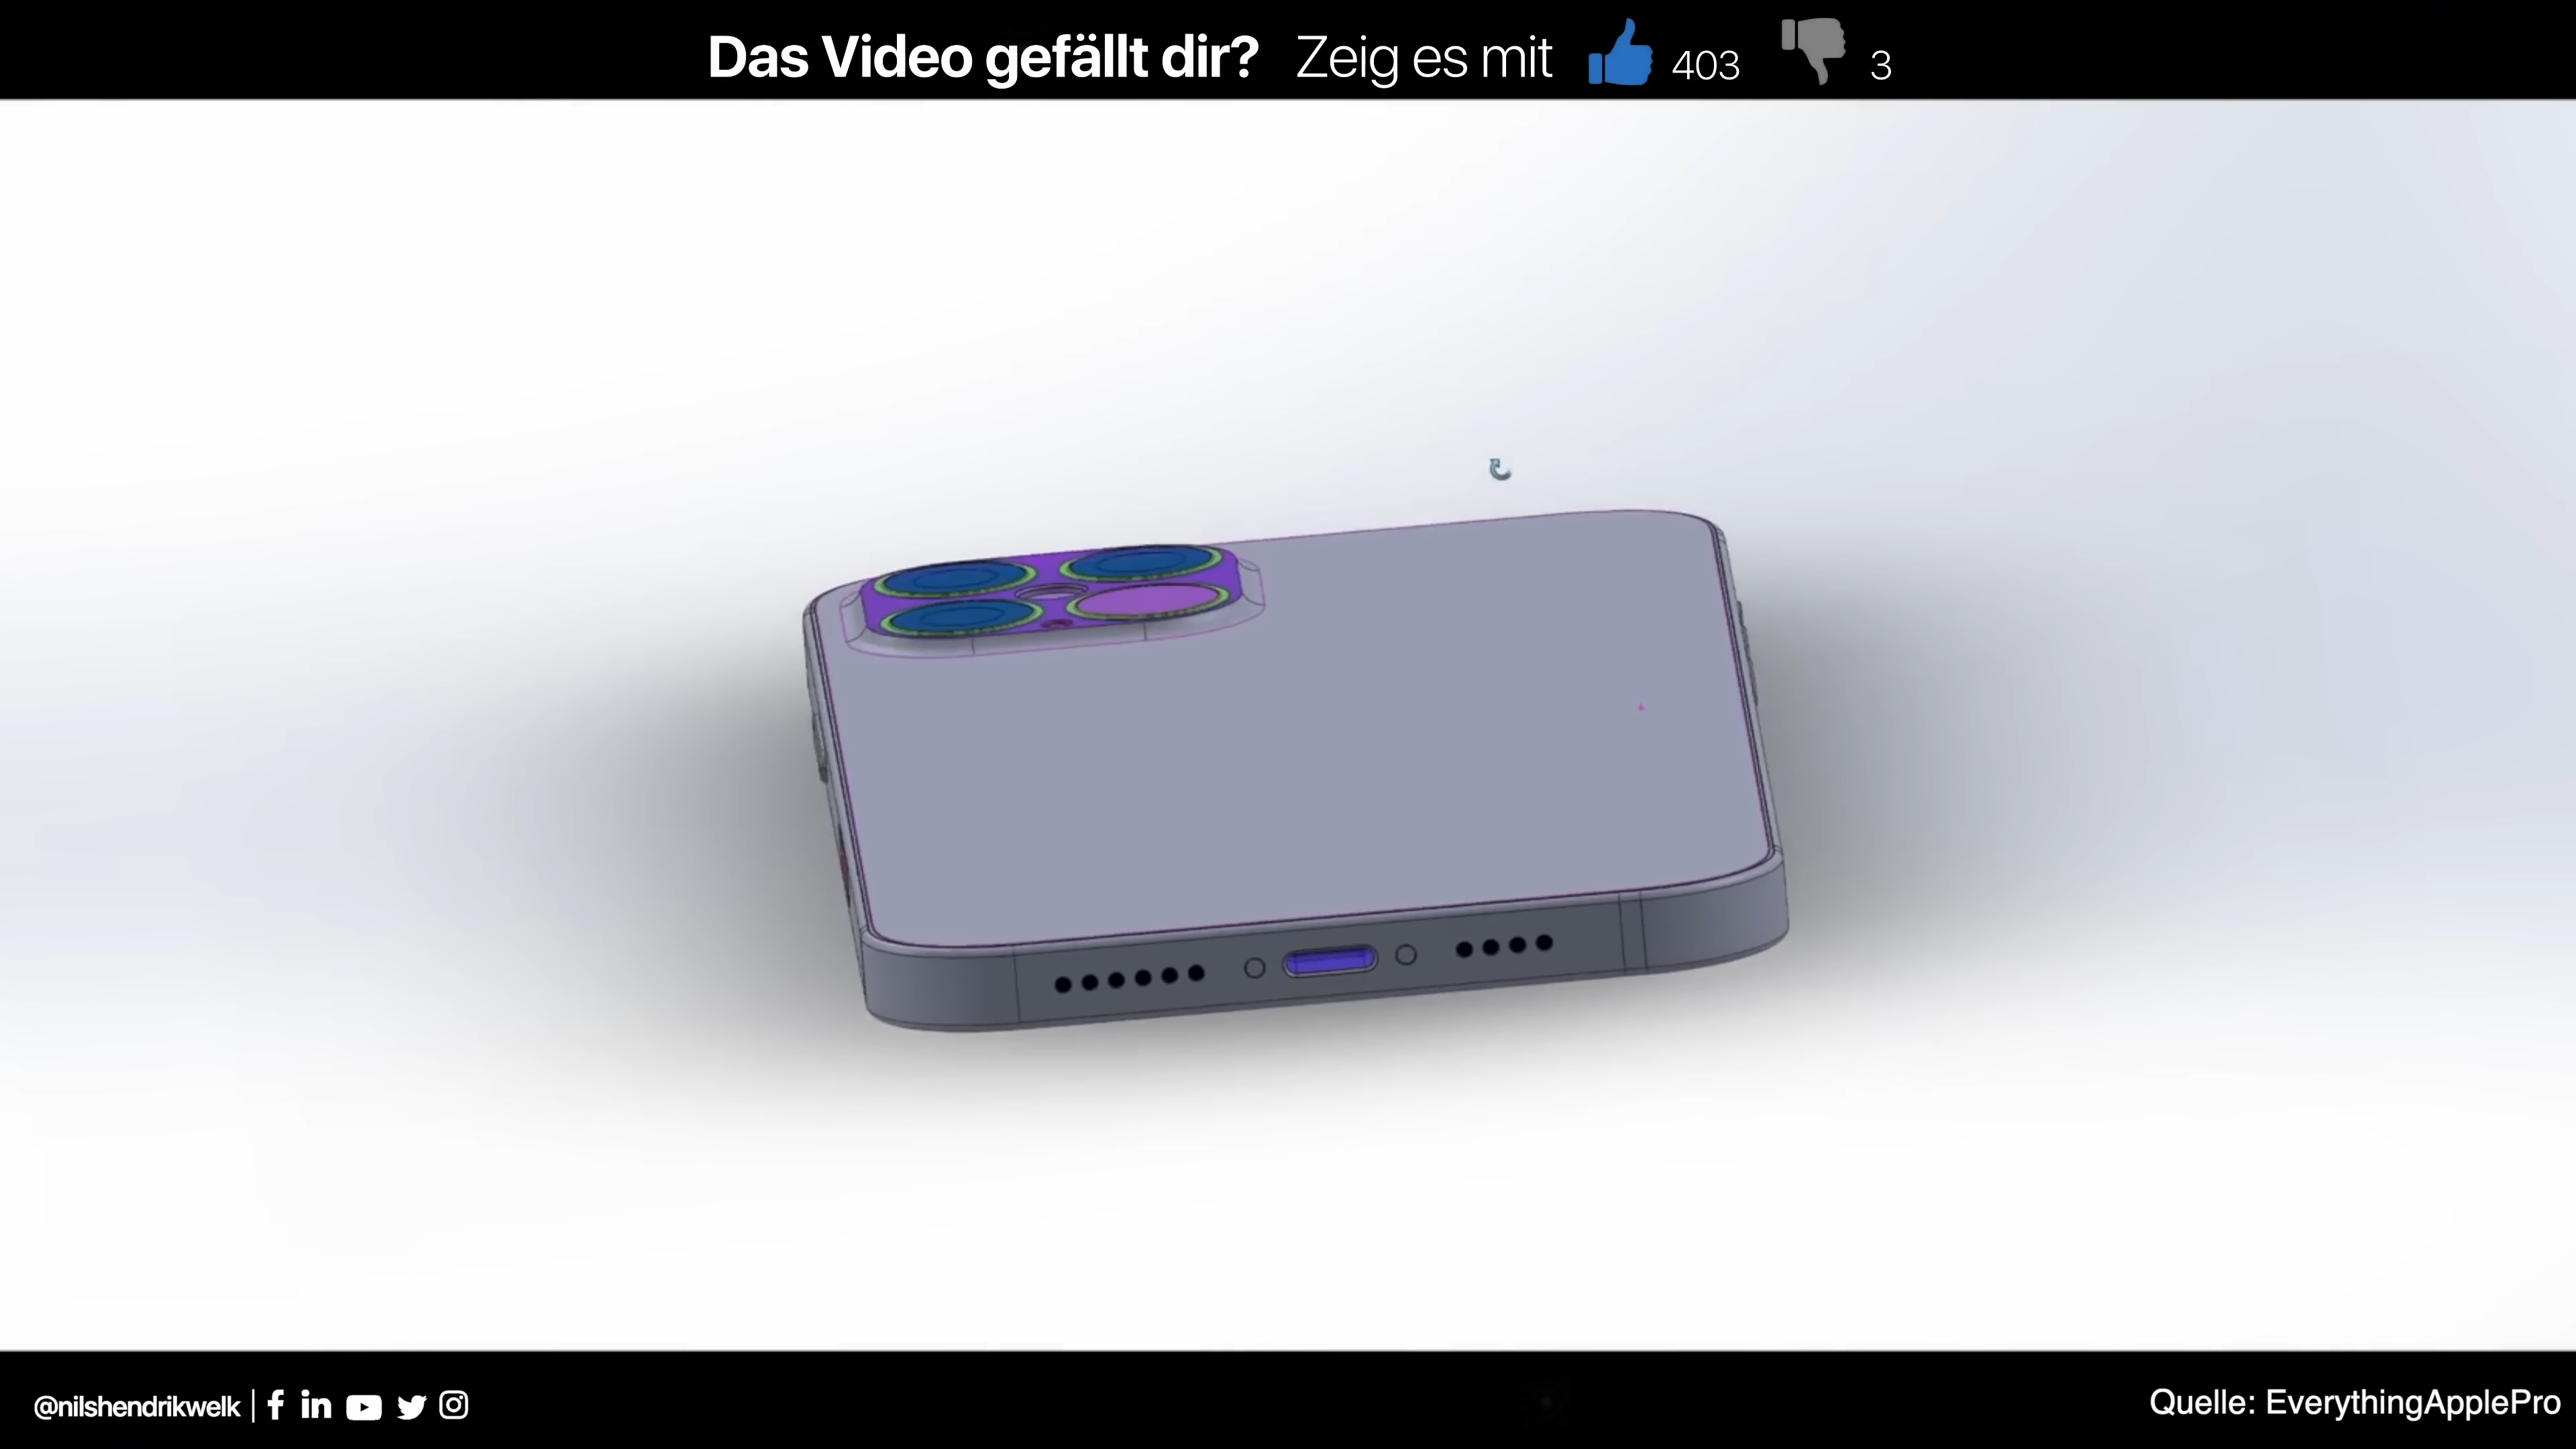 Das Video gefällt dir? Zeig es mit 403 3
@nilshendrikwelk
Quelle: EverythingApplePro